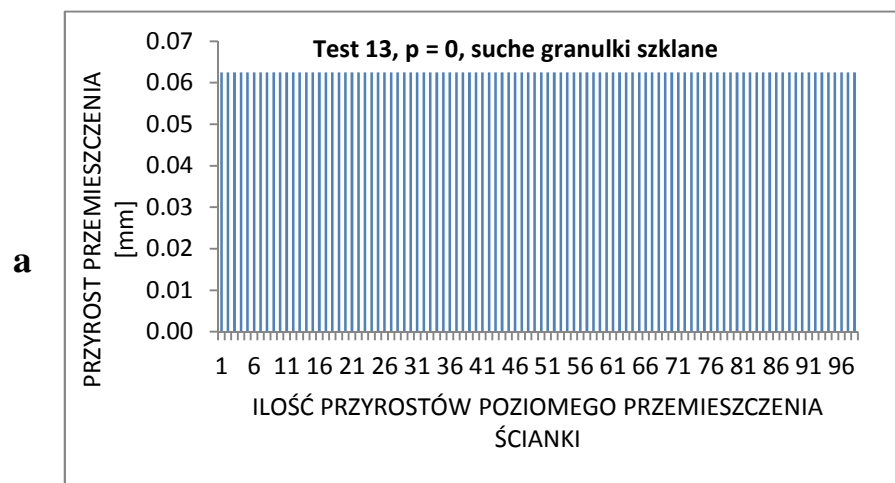 Test 13, p = 0, suche granulki szklane
0.07
0.06
0.05
0.04
0.03
0.02
0.01
0.00
PRZYROST PRZEMIESZCZENIA
[mm]
a
1 6 11 16 21 26 31 36 41 46 51 56 61 66 71 76 81 86 91 96
ILOŚĆ PRZYROSTÓW POZIOMEGO PRZEMIESZCZENIA
ŚCIANKI